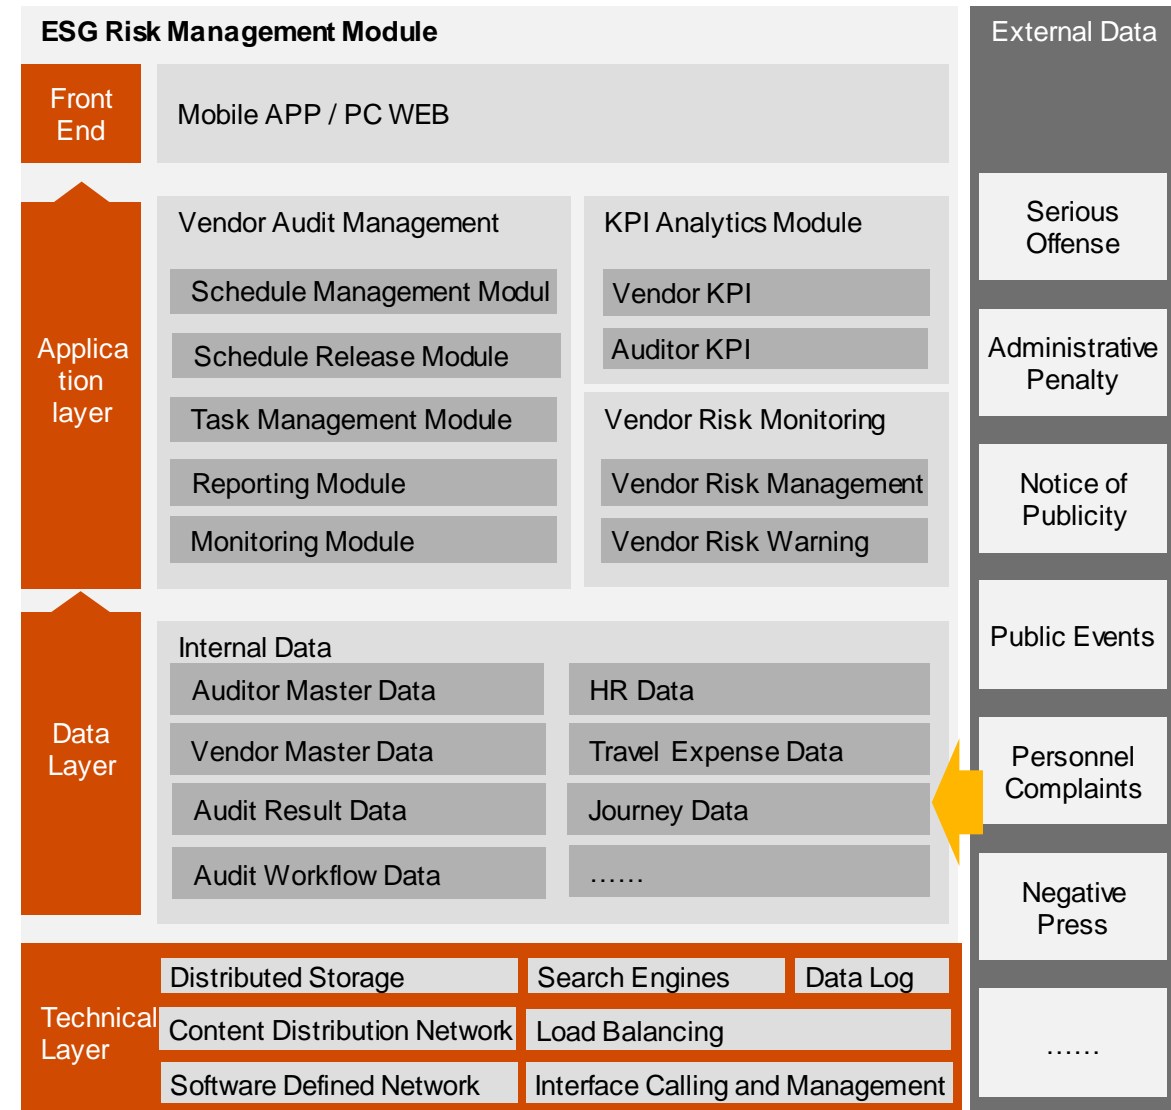 ESG Risk Management Module
Front
End
Mobile APP / PC WEB
Applica
tion
layer
Vendor Audit Management
Schedule Management Modul
Schedule Release Module
Task Management Module
Reporting Module
Monitoring Module
KPI Analytics Module
Vendor KPI
Auditor KPI
Vendor Risk Monitoring
Vendor Risk Management
Vendor Risk Warning
Data
Layer
Internal Data
Auditor Master Data
HR Data
Vendor Master Data
Travel Expense Data
Audit Result Data
Journey Data
Audit Workflow Data
……
Technical
Layer
Distributed Storage
Search Engines
Data Log
Content Distribution Network
Load Balancing
Software Defined Network
Interface Calling and Management
External Data
Serious
Offense
Administrative
Penalty
Notice of
Publicity
Public Events
Personnel
Complaints
Negative
Press
……